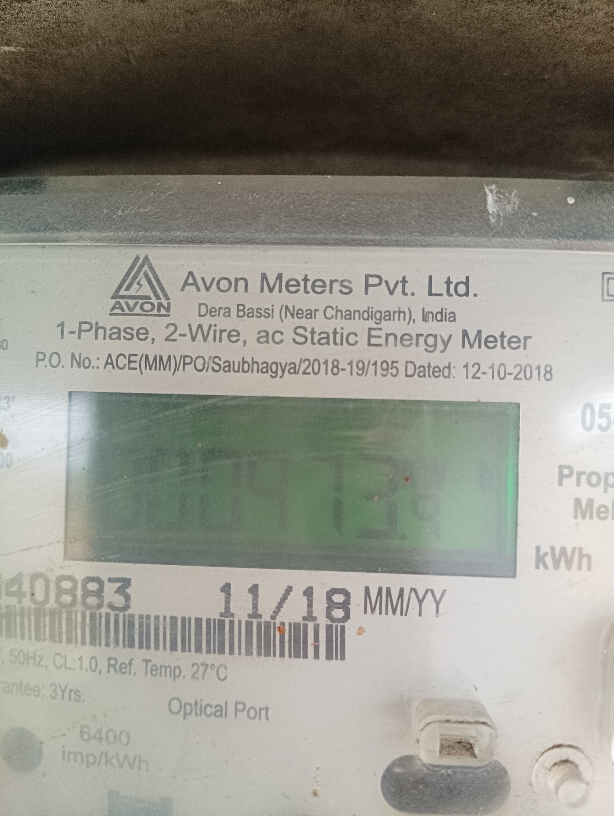 AVON
Avon Meters Pvt. Ltd.
Dera Bassi (Near Chandigarh), India
1-Phase, 2-Wire, ac Static Energy Meter
P.O. No.: ACE(MM)/PO/Saubhagya/2018-19/195 Dated: 12-10-2018
kWh
40883 11/18 MM/YY
50Hz, CL:1.0, Ref. Temp. 27°C
3Yrs.
Optical Port
6400
imp/kWh